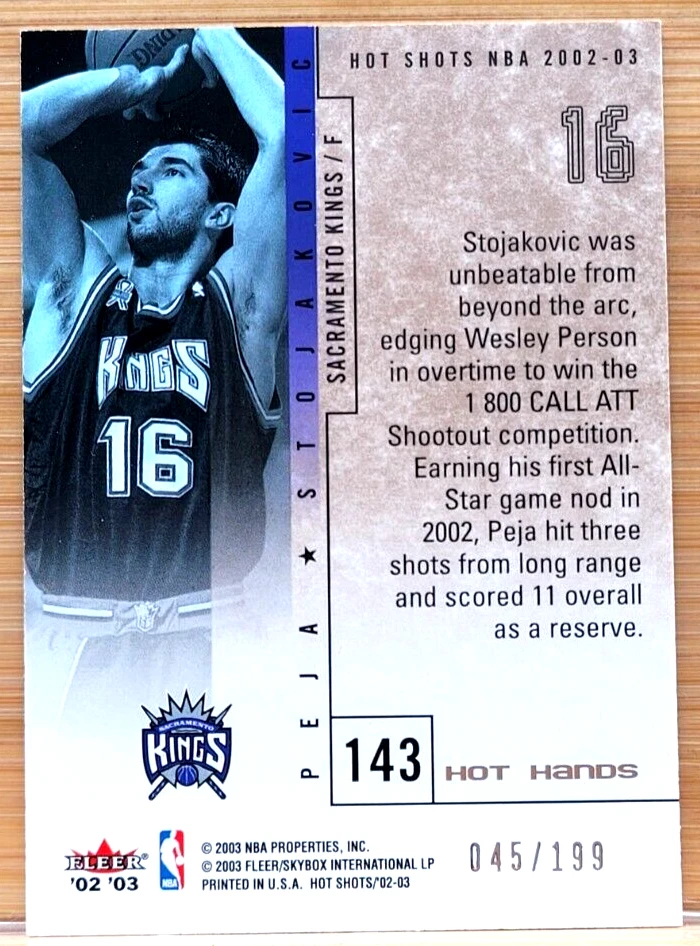 HOT SHOTS NBA 2002-03
16
PEJA ★ STOJAKOVIC
SACRAMENTO KINGS / F
Stojakovic was
unbeatable from
beyond the arc,
edging Wesley Person
in overtime to win the
1 800 CALL ATT
Shootout competition.
Earning his first All-
Star game nod in
2002, Peja hit three
shots from long range
and scored 11 overall
as a reserve.
KINGS
16
SACRAMENTO
KINGS
143
HOT HANDS
FLEER
'02 '03
NBA
© 2003 NBA PROPERTIES, INC.
© 2003 FLEER/SKYBOX INTERNATIONAL LP
PRINTED IN U.S.A. HOT SHOTS/'02-03
045/199